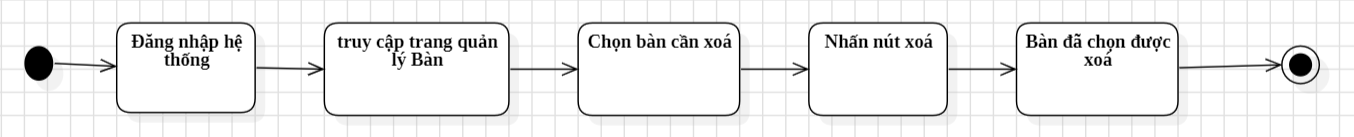 Đăng nhập hệ
thống
truy cập trang quản
lý Bàn
Chọn bàn cần xoá
Nhấn nút xoá
Bàn đã chọn được
xoá